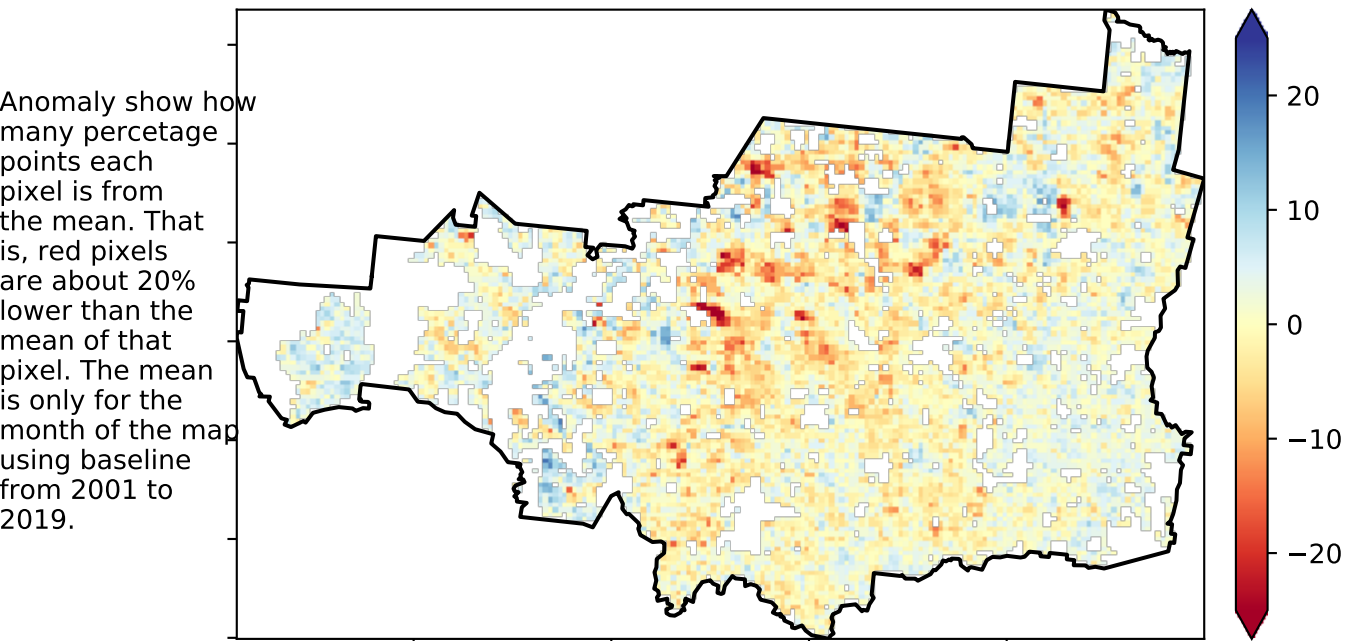 Anomaly show how
many percetage
points each
pixel is from
the mean. That
is, red pixels
are about 20%
lower than the
mean of that
pixel. The mean
is only for the
month of the map
using baseline
from 2001 to
2019.
20
10
0
−10
−20